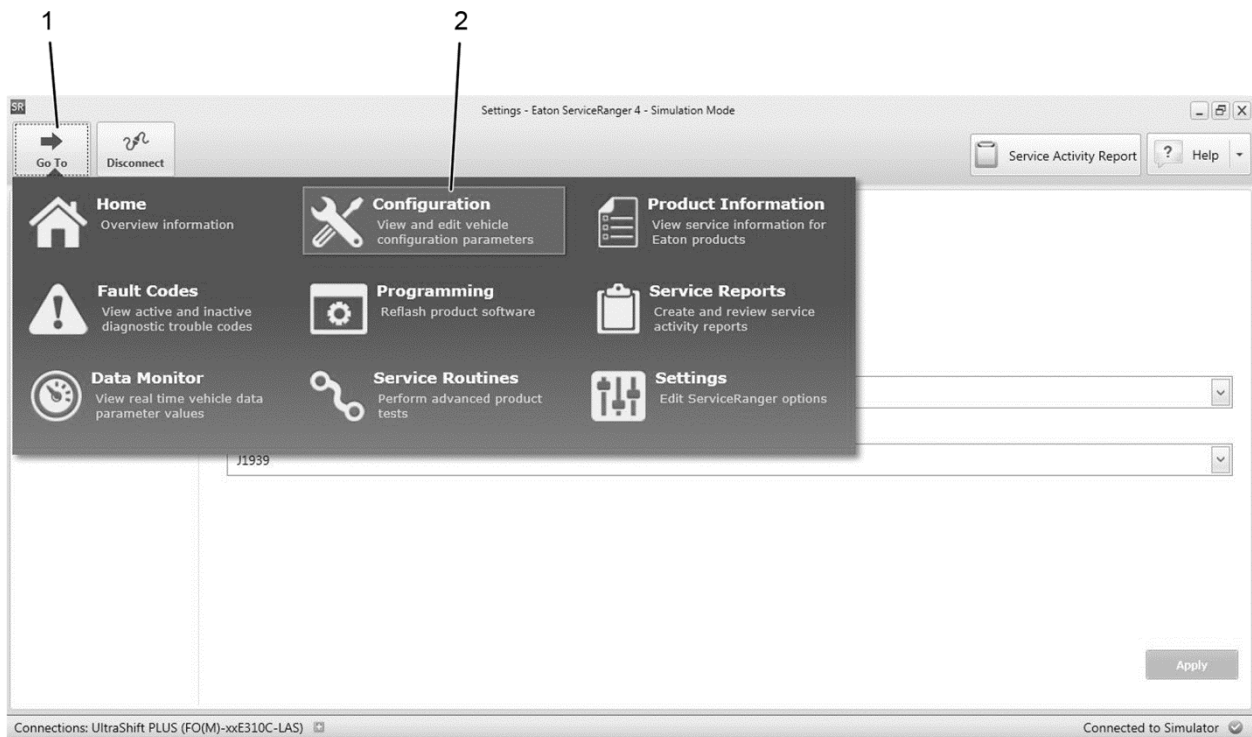 1
2
SR
Settings - Eaton ServiceRanger 4 - Simulation Mode
Go To
Disconnect
Service Activity Report
? Help
Home
Overview information
Configuration
View and edit vehicle
configuration parameters
Product Information
View service information for
Eaton products
Fault Codes
View active and inactive
diagnostic trouble codes
Programming
Reflash product software
Service Reports
Create and review service
activity reports
Data Monitor
View real time vehicle data
parameter values
Service Routines
Perform advanced product
tests
Settings
Edit ServiceRanger options
J1939
Apply
Connections: UltraShift PLUS (FO(M)-xxE310C-LAS)
Connected to Simulator